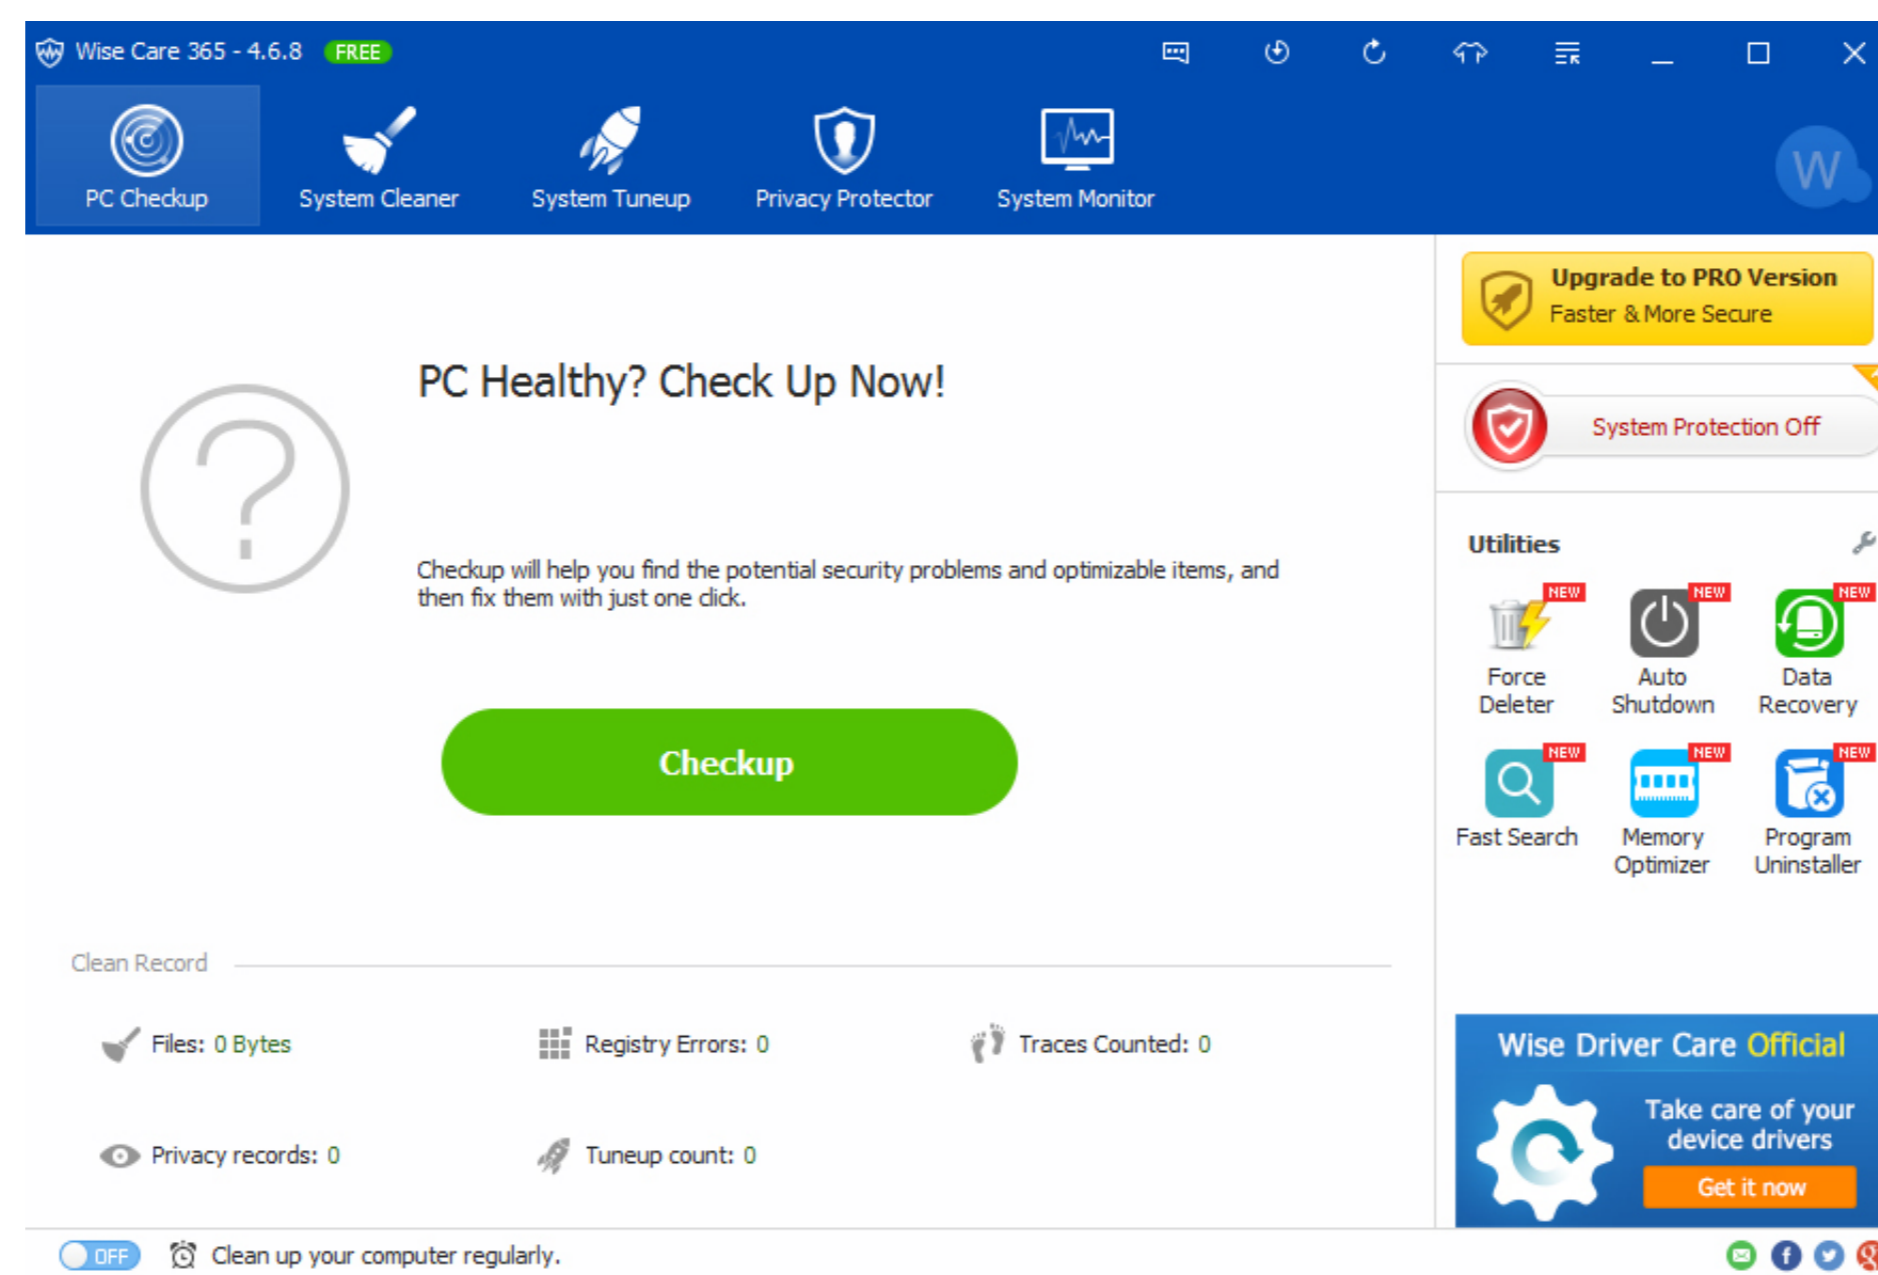 Wise Care 365 - 4.6.8 FREE
PC Checkup
System Cleaner
System Tuneup
Privacy Protector
System Monitor
W
Upgrade to PRO Version
Faster & More Secure
PC Healthy? Check Up Now!
System Protection Off
Checkup will help you find the potential security problems and optimizable items, and
then fix them with just one click.
Utilities
NEW
NEW
NEW
Force
Deleter
Auto
Shutdown
Data
Recovery
Checkup
NEW
NEW
NEW
Fast Search
Memory
Optimizer
Program
Uninstaller
Clean Record
Files: 0 Bytes
Registry Errors: 0
Traces Counted: 0
Privacy records: 0
Tuneup count: 0
Wise Driver Care Official
Take care of your
device drivers
Get it now
OFF
Clean up your computer regularly.